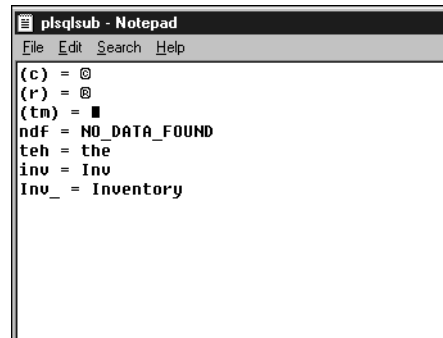 plsqlsub - Notepad
File Edit Search Help
(c) = ©
(r) = ®
(tm) = ■
ndf = NO_DATA_FOUND
teh = the
inv = Inv
Inv_ = Inventory